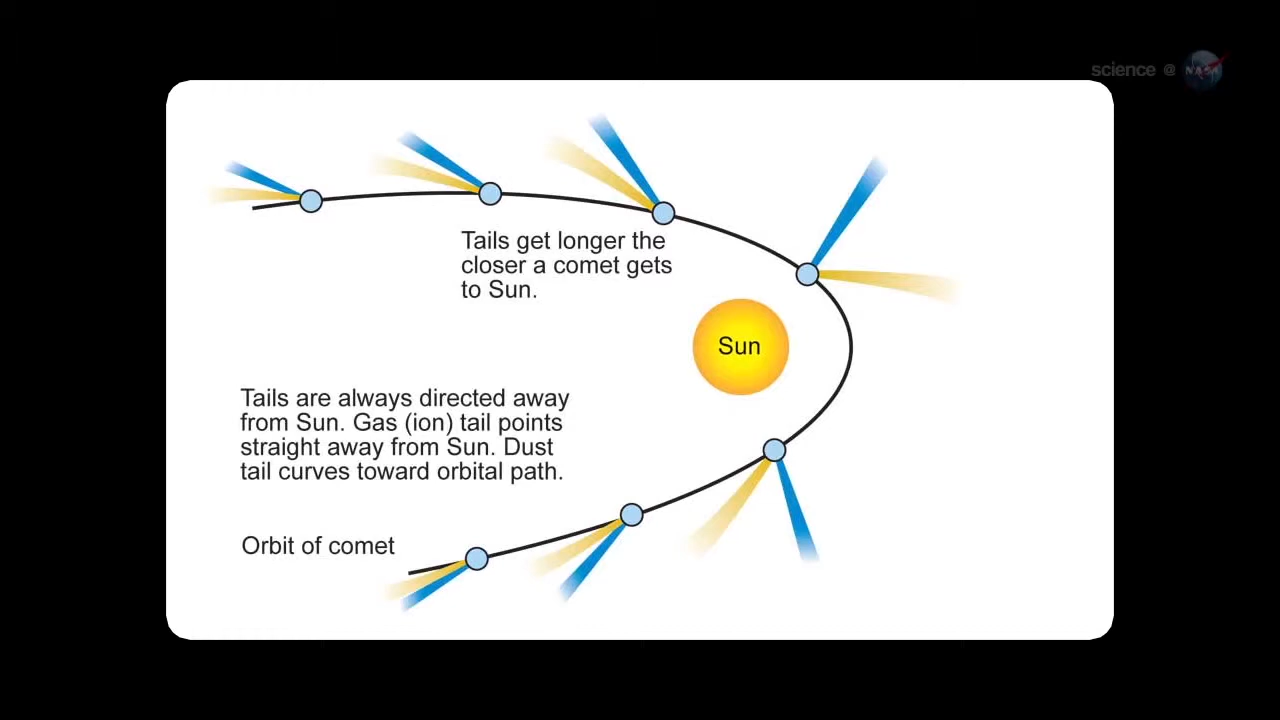 science @ NASA
Tails get longer the
closer a comet gets
to Sun.
Sun
Tails are always directed away
from Sun. Gas (ion) tail points
straight away from Sun. Dust
tail curves toward orbital path.
Orbit of comet